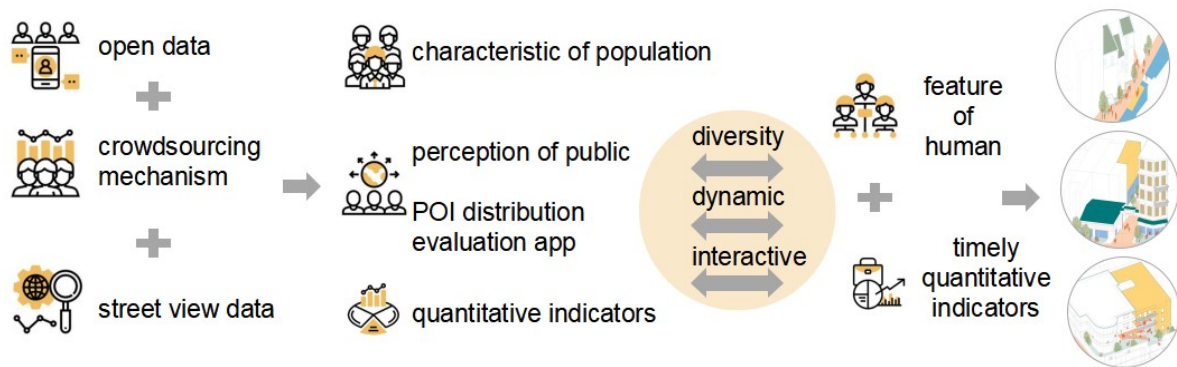 open data
crowdsourcing
mechanism
street view data
characteristic of population
perception of public
POI distribution
evaluation app
quantitative indicators
diversity
dynamic
interactive
feature
of
human
timely
quantitative
indicators